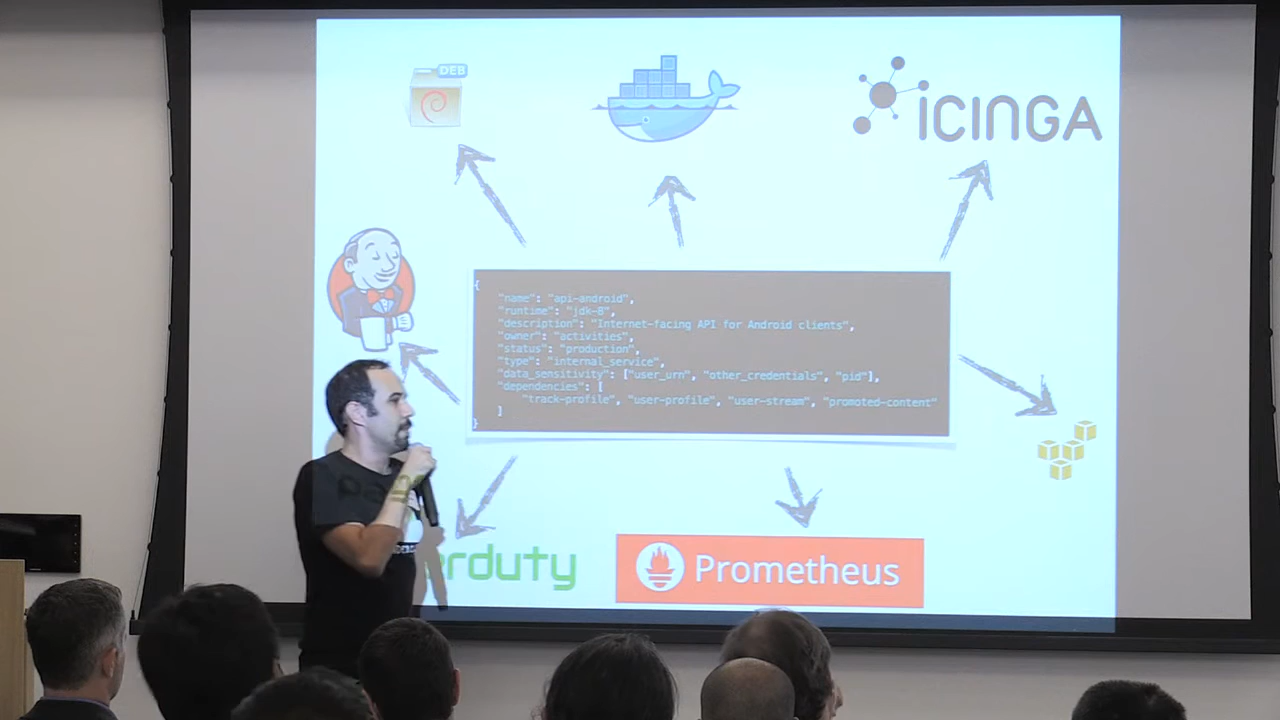 DEB
ICINGA
{
"name": "api-android",
"runtime": "jdk-8",
"description": "Internet-facing API for Android clients",
"owner": "activities",
"status": "production",
"type": "internal_service",
"data_sensitivity": ["user_urn", "other_credentials", "pid"],
"dependencies": [
"track-profile", "user-profile", "user-stream", "promoted-content"
]
}
pagerduty
Prometheus